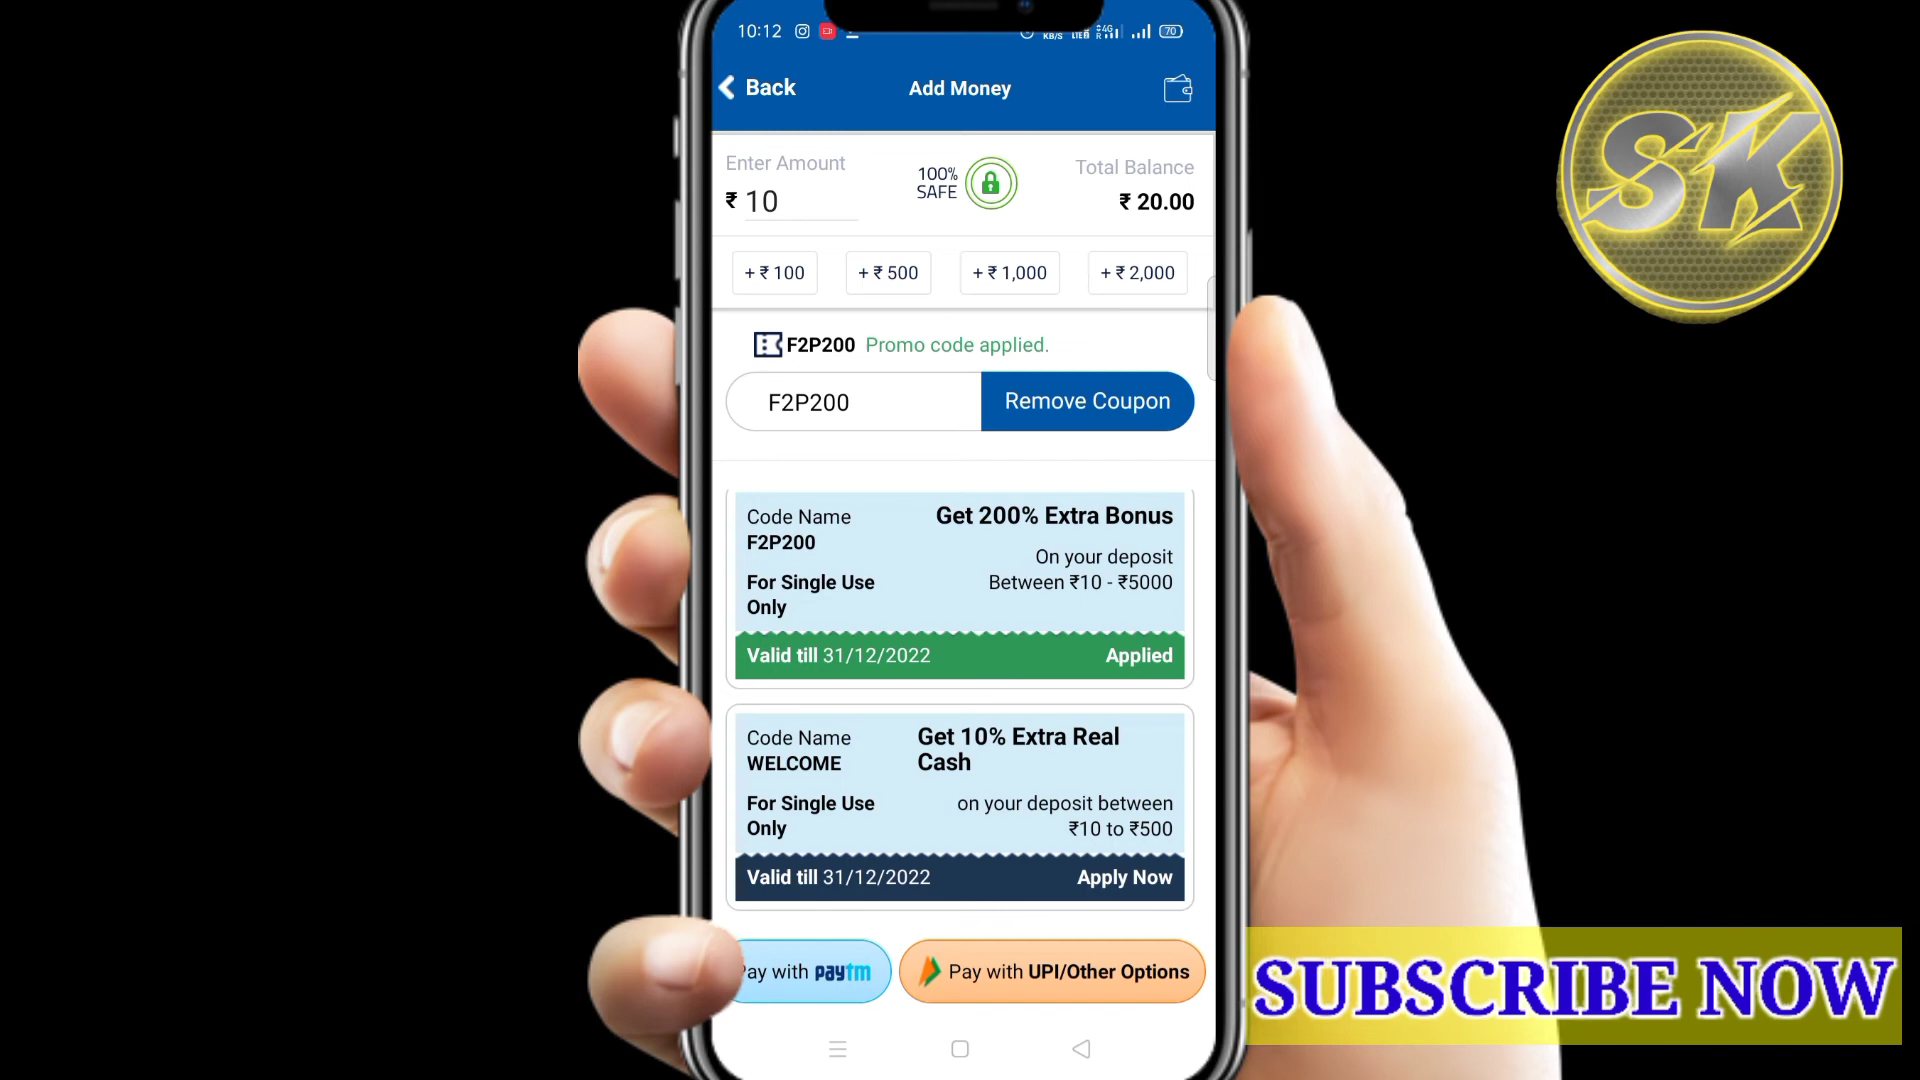 10:12
KB/S
4G
R
70
Back
Add Money
Enter Amount
100%
SAFE
Total Balance
₹ 10
₹ 20.00
+ ₹ 100
+ ₹ 500
+ ₹ 1,000
+ ₹ 2,000
F2P200 Promo code applied.
F2P200
Remove Coupon
Code Name
F2P200
For Single Use
Only
Get 200% Extra Bonus
On your deposit
Between ₹10 - ₹5000
Valid till 31/12/2022
Applied
Code Name
WELCOME
For Single Use
Only
Get 10% Extra Real
Cash
on your deposit between
₹10 to ₹500
Valid till 31/12/2022
Apply Now
ay with paytm
Pay with UPI/Other Options
SK
SUBSCRIBE NOW